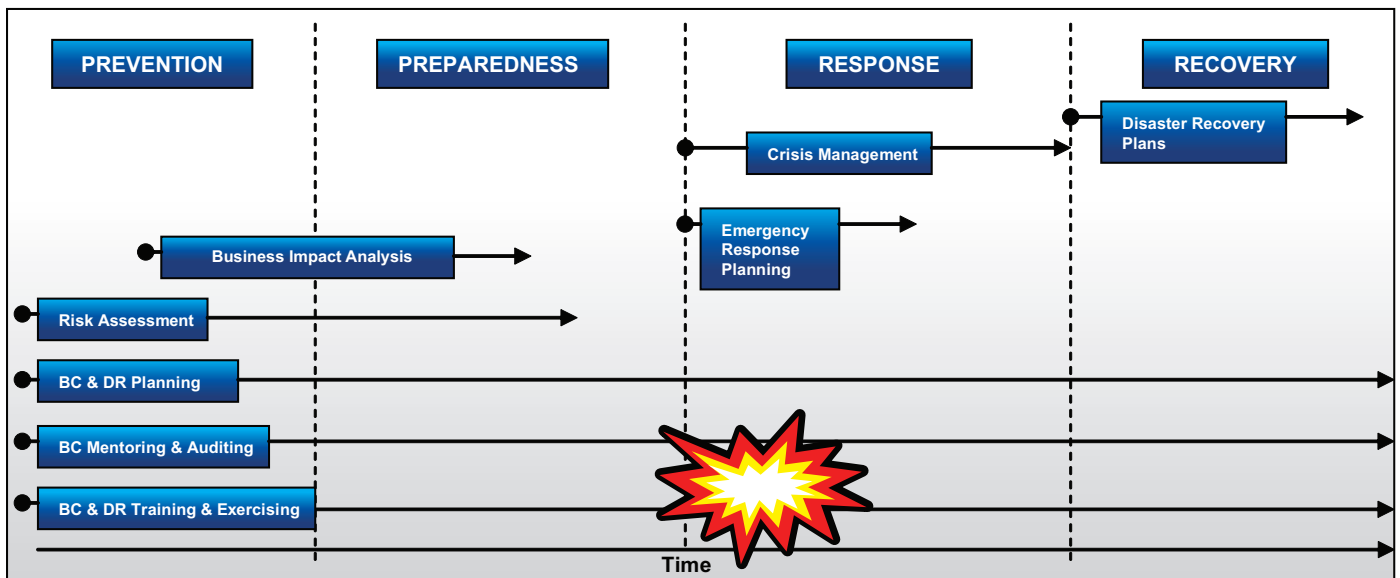 PREVENTION
PREPAREDNESS
RESPONSE
RECOVERY
Disaster Recovery
Plans
Crisis Management
Emergency
Response
Planning
Business Impact Analysis
Risk Assessment
BC & DR Planning
BC Mentoring & Auditing
BC & DR Training & Exercising
Time